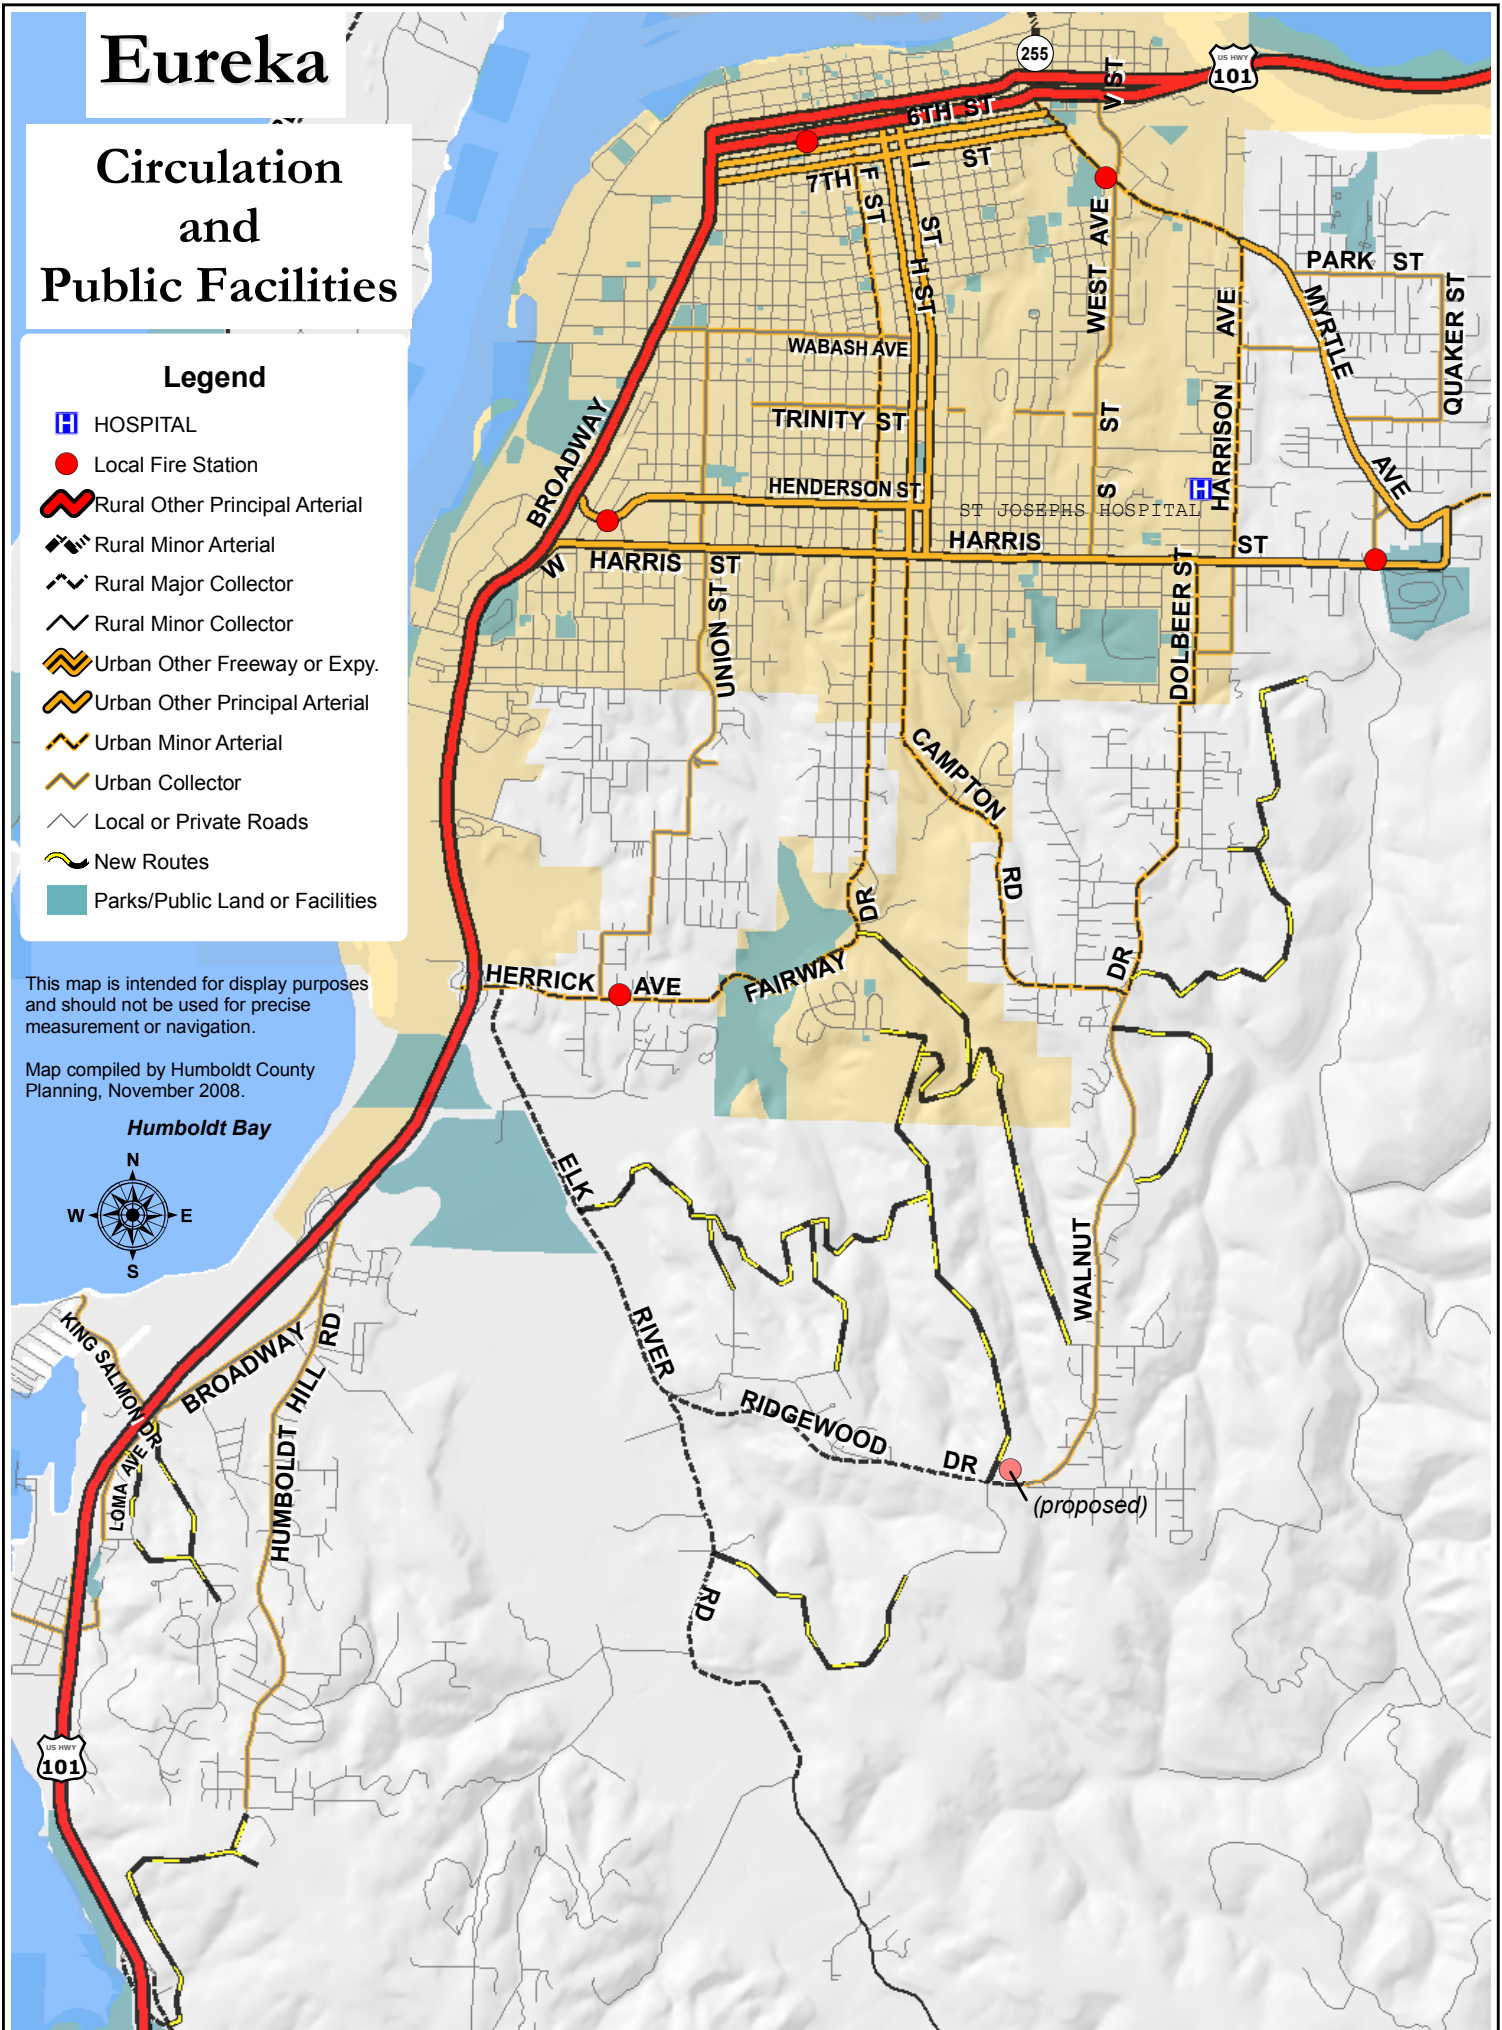 Eureka
Circulation
and
Public Facilities
Legend
HOSPITAL
Local Fire Station
Rural Other Principal Arterial
Rural Minor Arterial
Rural Major Collector
Rural Minor Collector
Urban Other Freeway or Expy.
Urban Other Principal Arterial
Urban Minor Arterial
Urban Collector
Local or Private Roads
New Routes
Parks/Public Land or Facilities
This map is intended for display purposes
and should not be used for precise
measurement or navigation.
Map compiled by Humboldt County
Planning, November 2008.
Humboldt Bay
N
W E
S
255
US HWY
101
V ST
6TH ST
7TH ST
F ST
I ST
H ST
WEST AVE
PARK ST
MYRTLE AVE
QUAKER ST
HARRISON AVE
WABASH AVE
TRINITY ST
S ST
BROADWAY
HENDERSON ST
H
ST JOSEPHS HOSPITAL
W HARRIS ST
HARRIS ST
UNION ST
DOLBEER ST
CAMPTON RD
HERRICK AVE
FAIRWAY DR
WALNUT DR
ELK RIVER RD
RIDGEWOOD DR
(proposed)
KING SALMON DR
BROADWAY
HUMBOLDT HILL RD
LOMA AVE
US HWY
101